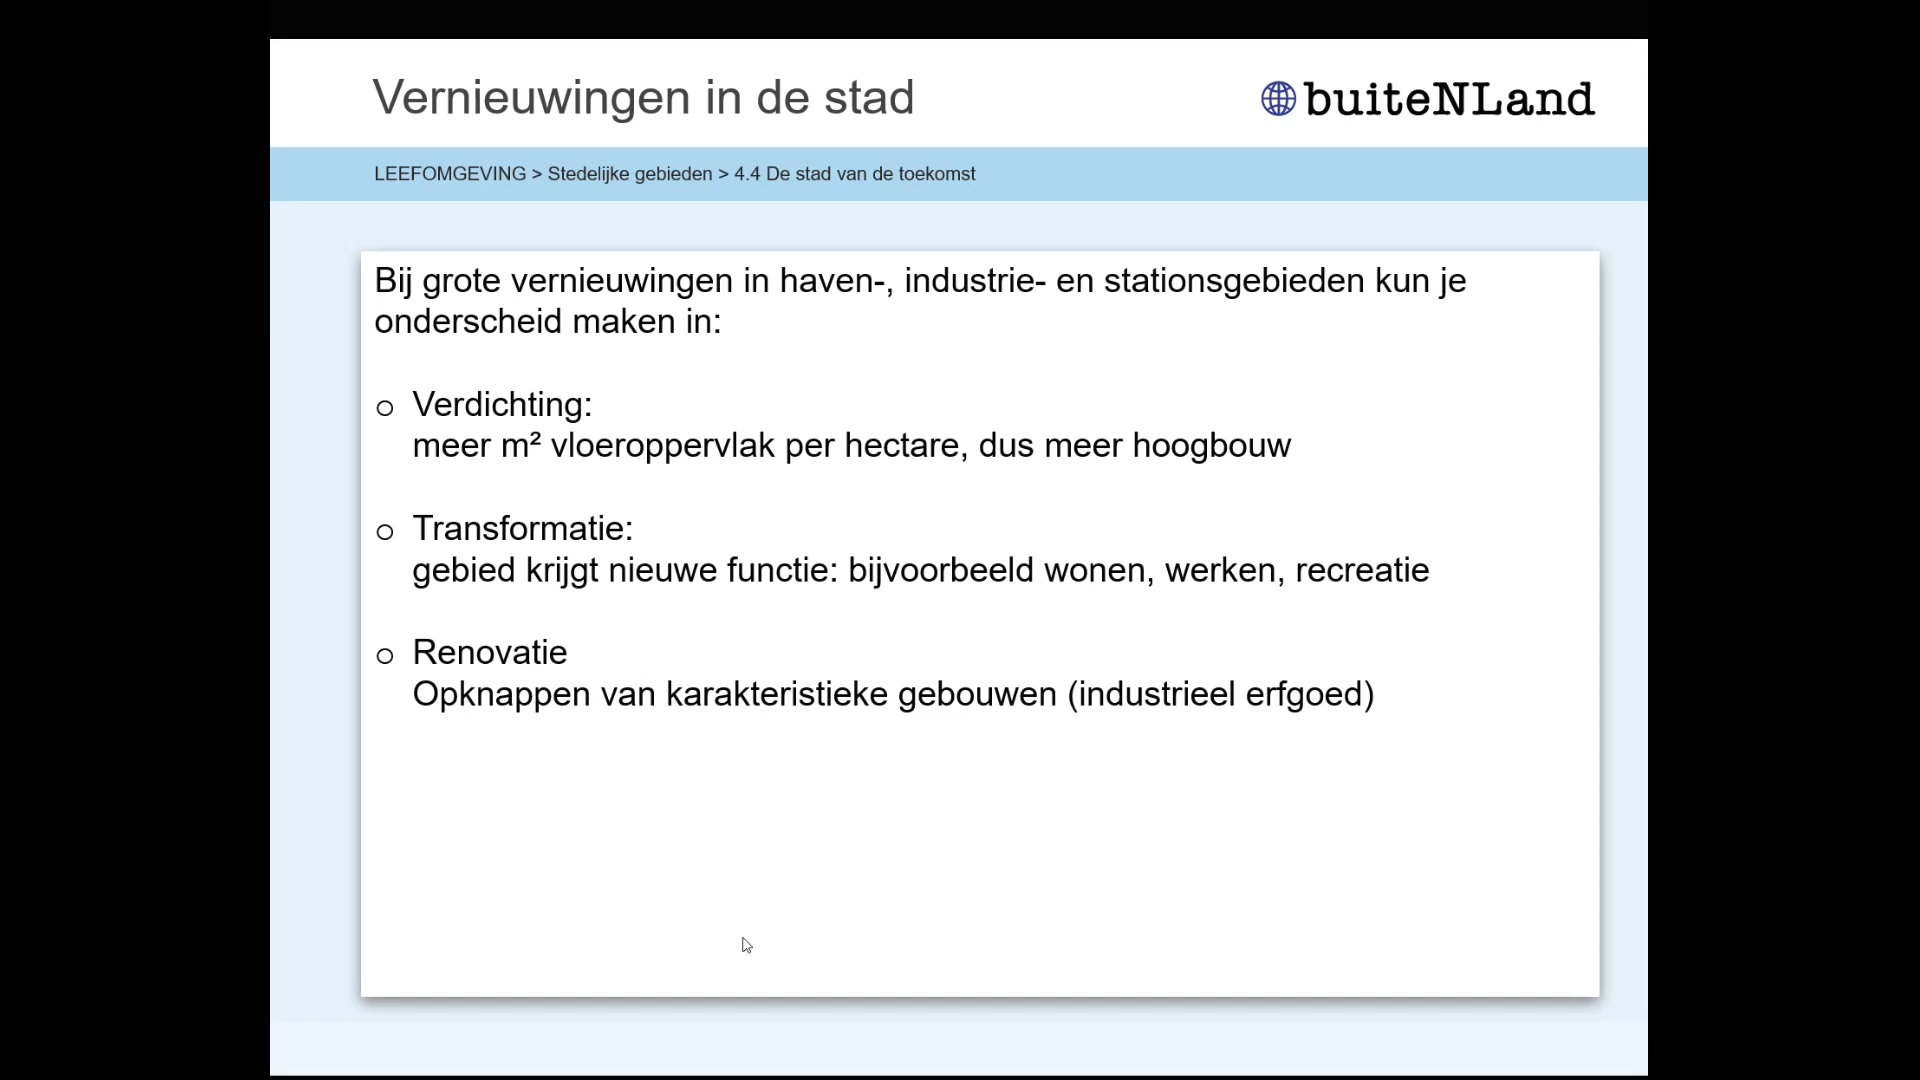 Vernieuwingen in de stad
buiteNLand
LEEFOMGEVING > Stedelijke gebieden > 4.4 De stad van de toekomst
Bij grote vernieuwingen in haven-, industrie- en stationsgebieden kun je
onderscheid maken in:
o Verdichting:
meer m² vloeroppervlak per hectare, dus meer hoogbouw
o Transformatie:
gebied krijgt nieuwe functie: bijvoorbeeld wonen, werken, recreatie
o Renovatie
Opknappen van karakteristieke gebouwen (industrieel erfgoed)